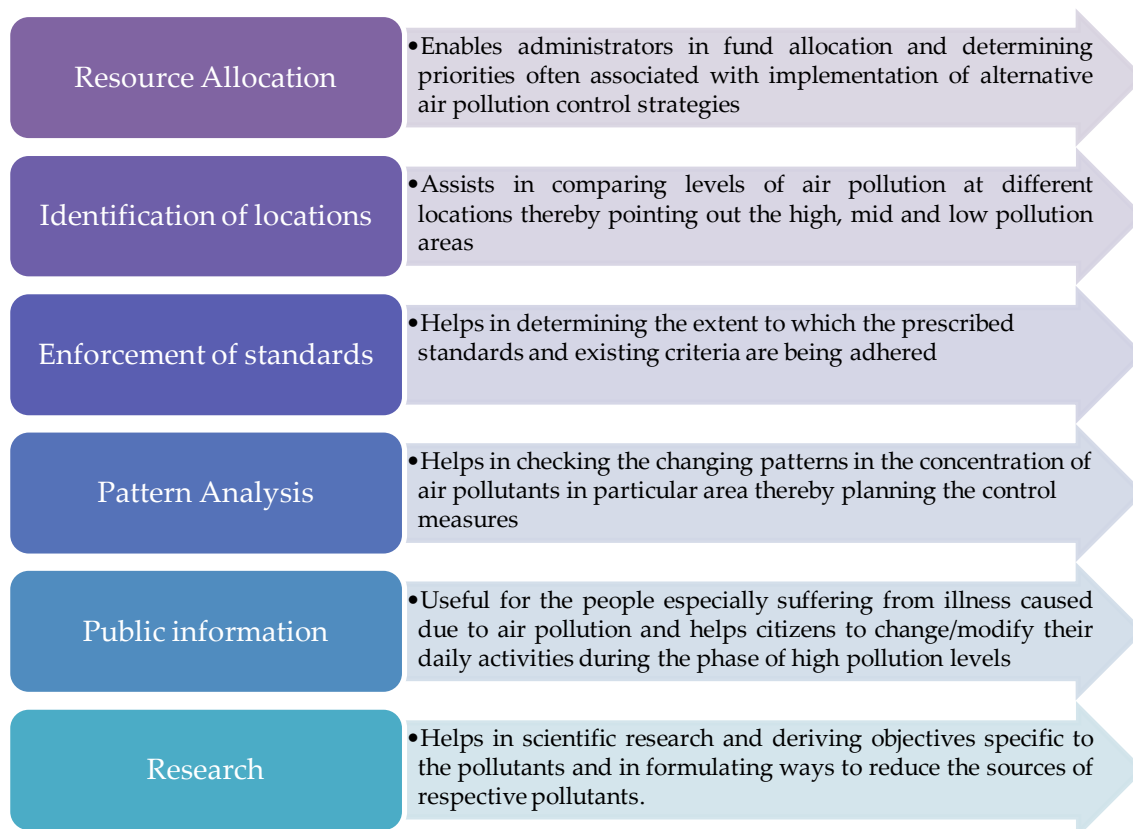 Resource Allocation
•Enables administrators in fund allocation and determining
priorities often associated with implementation of alternative
air pollution control strategies
Identification of locations
•Assists in comparing levels of air pollution at different
locations thereby pointing out the high, mid and low pollution
areas
Enforcement of standards
•Helps in determining the extent to which the prescribed
standards and existing criteria are being adhered
Pattern Analysis
•Helps in checking the changing patterns in the concentration of
air pollutants in particular area thereby planning the control
measures
Public information
•Useful for the people especially suffering from illness caused
due to air pollution and helps citizens to change/modify their
daily activities during the phase of high pollution levels
Research
•Helps in scientific research and deriving objectives specific to
the pollutants and in formulating ways to reduce the sources of
respective pollutants.